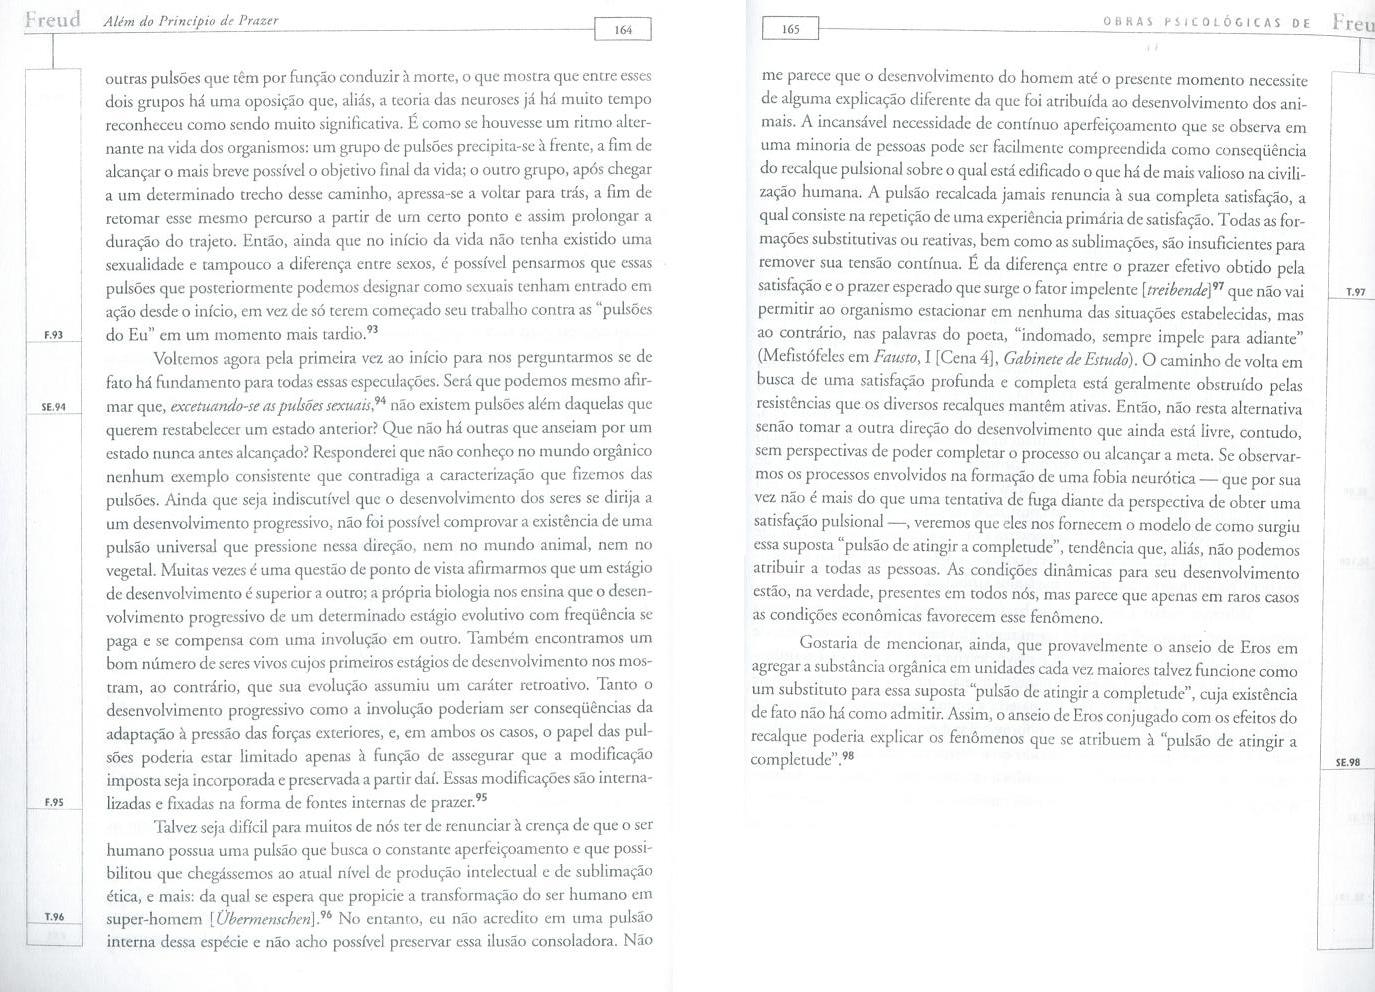 Freud Além do Princípio de Prazer 164
outras pulsões que têm por função conduzir à morte, o que mostra que entre esses
dois grupos há uma oposição que, aliás, a teoria das neuroses já há muito tempo
reconheceu como sendo muito significativa. É como se houvesse um ritmo alter-
nante na vida dos organismos: um grupo de pulsões precipita-se à frente, a fim de
alcançar o mais breve possível o objetivo final da vida; o outro grupo, após chegar
a um determinado trecho desse caminho, apressa-se a voltar para trás, a fim de
retomar esse mesmo percurso a partir de um certo ponto e assim prolongar a
duração do trajeto. Então, ainda que no início da vida não tenha existido uma
sexualidade e tampouco a diferença entre sexos, é possível pensarmos que essas
pulsões que posteriormente podemos designar como sexuais tenham entrado em
ação desde o início, em vez de só terem começado seu trabalho contra as “pulsões
F.93 do Eu” em um momento mais tardio.93
Voltemos agora pela primeira vez ao início para nos perguntarmos se de
fato há fundamento para todas essas especulações. Será que podemos mesmo afir-
SE.94 mar que, excetuando-se as pulsões sexuais,94 não existem pulsões além daquelas que
querem restabelecer um estado anterior? Que não há outras que anseiam por um
estado nunca antes alcançado? Responderei que não conheço no mundo orgânico
nenhum exemplo consistente que contradiga a caracterização que fizemos das
pulsões. Ainda que seja indiscutível que o desenvolvimento dos seres se dirija a
um desenvolvimento progressivo, não foi possível comprovar a existência de uma
pulsão universal que pressione nessa direção, nem no mundo animal, nem no
vegetal. Muitas vezes é uma questão de ponto de vista afirmarmos que um estágio
de desenvolvimento é superior a outro; a própria biologia nos ensina que o desen-
volvimento progressivo de um determinado estágio evolutivo com freqüência se
paga e se compensa com uma involução em outro. Também encontramos um
bom número de seres vivos cujos primeiros estágios de desenvolvimento nos mos-
tram, ao contrário, que sua evolução assumiu um caráter retroativo. Tanto o
desenvolvimento progressivo como a involução poderiam ser conseqüências da
adaptação à pressão das forças exteriores, e, em ambos os casos, o papel das pul-
sões poderia estar limitado apenas à função de assegurar que a modificação
imposta seja incorporada e preservada a partir daí. Essas modificações são interna-
F.95 lizadas e fixadas na forma de fontes internas de prazer.95
Talvez seja difícil para muitos de nós ter de renunciar à crença de que o ser
humano possua uma pulsão que busca o constante aperfeiçoamento e que possi-
bilitou que chegássemos ao atual nível de produção intelectual e de sublimação
ética, e mais: da qual se espera que propicie a transformação do ser humano em
T.96 super-homem [Übermenschen].96 No entanto, eu não acredito em uma pulsão
interna dessa espécie e não acho possível preservar essa ilusão consoladora. Não
165 OBRAS PSICOLÓGICAS DE Freu
me parece que o desenvolvimento do homem até o presente momento necessite
de alguma explicação diferente da que foi atribuída ao desenvolvimento dos ani-
mais. A incansável necessidade de contínuo aperfeiçoamento que se observa em
uma minoria de pessoas pode ser facilmente compreendida como conseqüência
do recalque pulsional sobre o qual está edificado o que há de mais valioso na civili-
zação humana. A pulsão recalcada jamais renuncia à sua completa satisfação, a
qual consiste na repetição de uma experiência primária de satisfação. Todas as for-
mações substitutivas ou reativas, bem como as sublimações, são insuficientes para
remover sua tensão contínua. É da diferença entre o prazer efetivo obtido pela
satisfação e o prazer esperado que surge o fator impelente [treibende]97 que não vai T.97
permitir ao organismo estacionar em nenhuma das situações estabelecidas, mas
ao contrário, nas palavras do poeta, “indomado, sempre impele para adiante”
(Mefistófeles em Fausto, I [Cena 4], Gabinete de Estudo). O caminho de volta em
busca de uma satisfação profunda e completa está geralmente obstruído pelas
resistências que os diversos recalques mantêm ativas. Então, não resta alternativa
senão tomar a outra direção do desenvolvimento que ainda está livre, contudo,
sem perspectivas de poder completar o processo ou alcançar a meta. Se observar-
mos os processos envolvidos na formação de uma fobia neurótica — que por sua
vez não é mais do que uma tentativa de fuga diante da perspectiva de obter uma
satisfação pulsional —, veremos que eles nos fornecem o modelo de como surgiu
essa suposta “pulsão de atingir a completude”, tendência que, aliás, não podemos
atribuir a todas as pessoas. As condições dinâmicas para seu desenvolvimento
estão, na verdade, presentes em todos nós, mas parece que apenas em raros casos
as condições econômicas favorecem esse fenômeno.
Gostaria de mencionar, ainda, que provavelmente o anseio de Eros em
agregar a substância orgânica em unidades cada vez maiores talvez funcione como
um substituto para essa suposta “pulsão de atingir a completude”, cuja existência
de fato não há como admitir. Assim, o anseio de Eros conjugado com os efeitos do
recalque poderia explicar os fenômenos que se atribuem à “pulsão de atingir a
completude”.98 SE.98